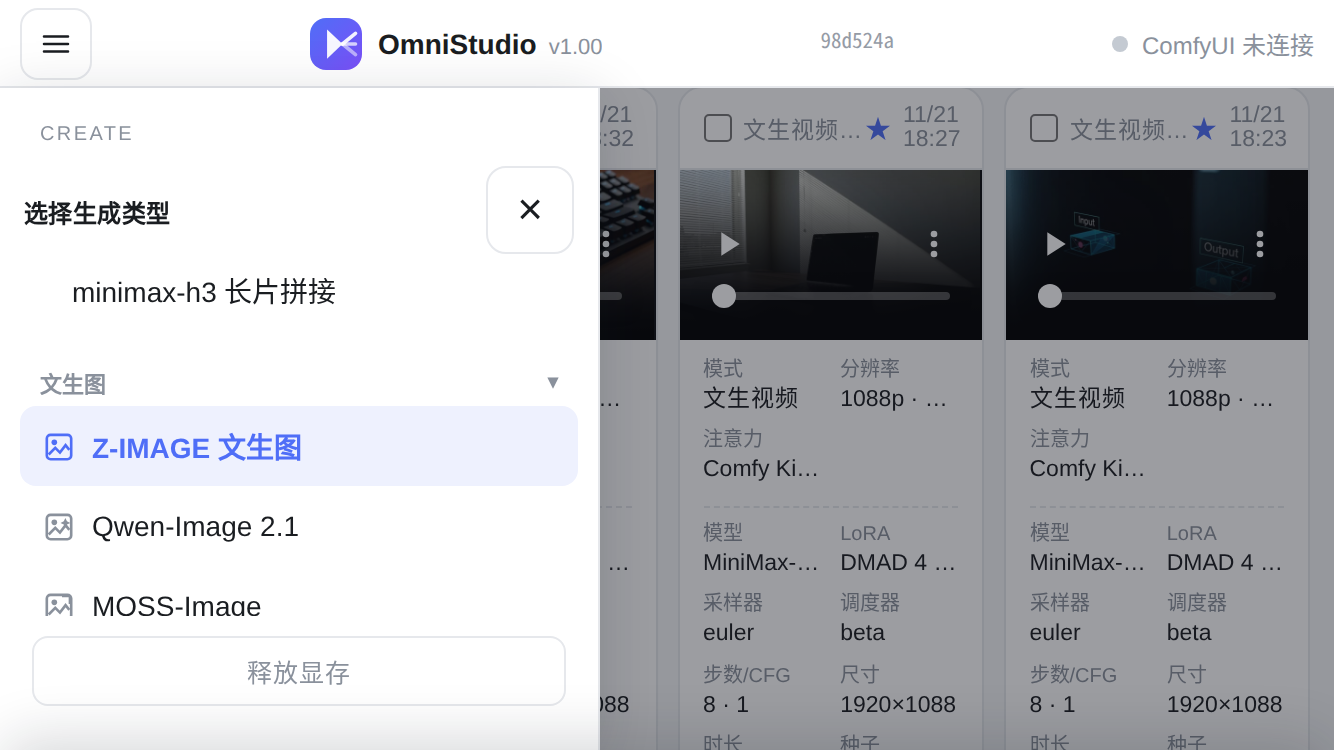 OmniStudio v1.00
98d524a
ComfyUI 未连接
CREATE
选择生成类型
minimax-h3 长片拼接
文生图
Z-IMAGE 文生图
Qwen-Image 2.1
MOSS-Image
释放显存
/21
:32
…
…
088
文生视频…
11/21
18:27
模式
分辨率
文生视频
1088p · …
注意力
Comfy Ki…
模型
LoRA
MiniMax-…
DMAD 4 …
采样器
调度器
euler
beta
步数/CFG
尺寸
8 · 1
1920×1088
时长
种子
文生视频…
11/21
18:23
Input
Output
模式
分辨率
文生视频
1088p · …
注意力
Comfy Ki…
模型
LoRA
MiniMax-…
DMAD 4 …
采样器
调度器
euler
beta
步数/CFG
尺寸
8 · 1
1920×1088
时长
种子